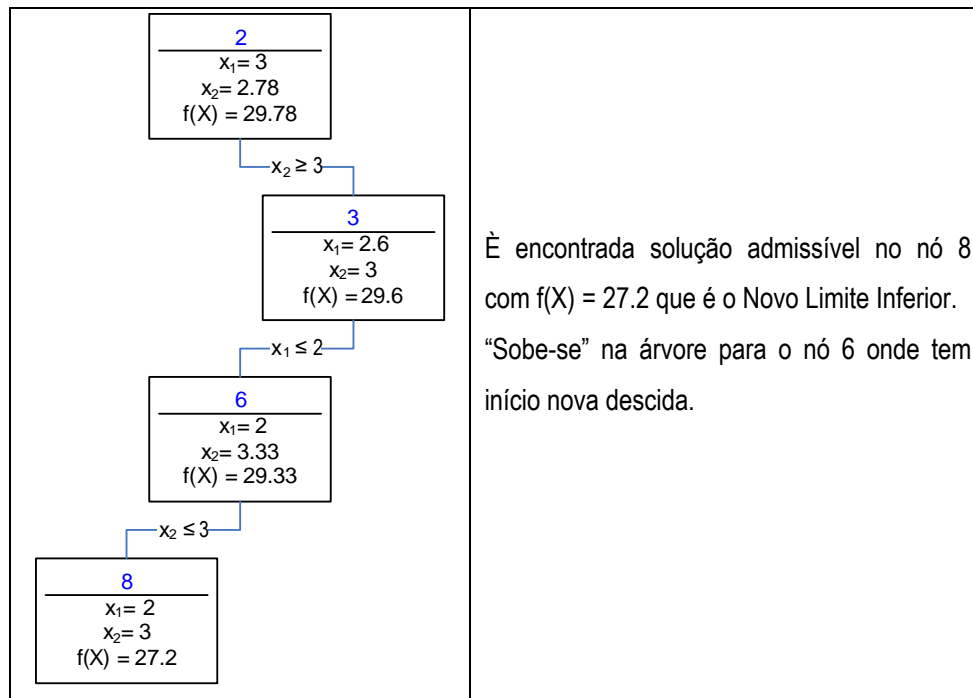 2
x₁= 3
x₂= 2.78
f(X) = 29.78
x₂ ≥ 3
3
x₁= 2.6
x₂= 3
f(X) = 29.6
x₁ ≤ 2
6
x₁= 2
x₂= 3.33
f(X) = 29.33
x₂ ≤ 3
8
x₁= 2
x₂= 3
f(X) = 27.2
È encontrada solução admissível no nó 8
com f(X) = 27.2 que é o Novo Limite Inferior.
“Sobe-se” na árvore para o nó 6 onde tem
início nova descida.